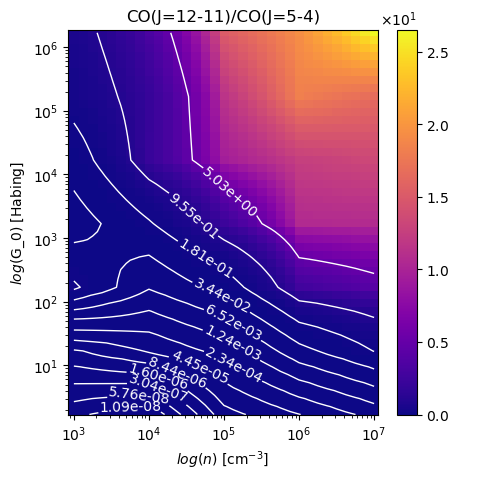 CO(J=12-11)/CO(J=5-4)
×10¹
10⁶
10⁵
10⁴
10³
10²
10¹
log(G_0) [Habing]
5.03e+00
9.55e-01
1.81e-01
3.44e-02
6.52e-03
1.24e-03
2.34e-04
4.45e-05
8.44e-06
1.60e-06
3.04e-07
5.76e-08
1.09e-08
10³ 10⁴ 10⁵ 10⁶ 10⁷
log(n) [cm⁻³]
2.5
2.0
1.5
1.0
0.5
0.0